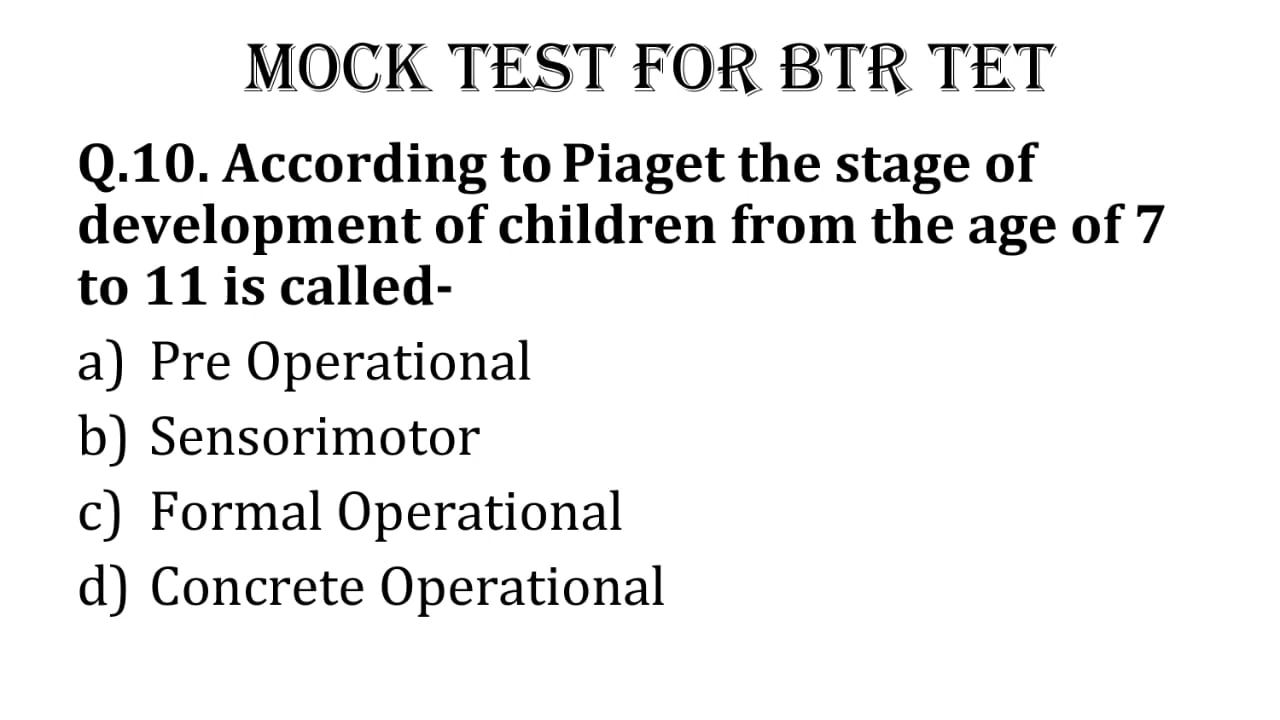 MOCK TEST FOR BTR TET
Q.10. According to Piaget the stage of
development of children from the age of 7
to 11 is called-
a) Pre Operational
b) Sensorimotor
c) Formal Operational
d) Concrete Operational